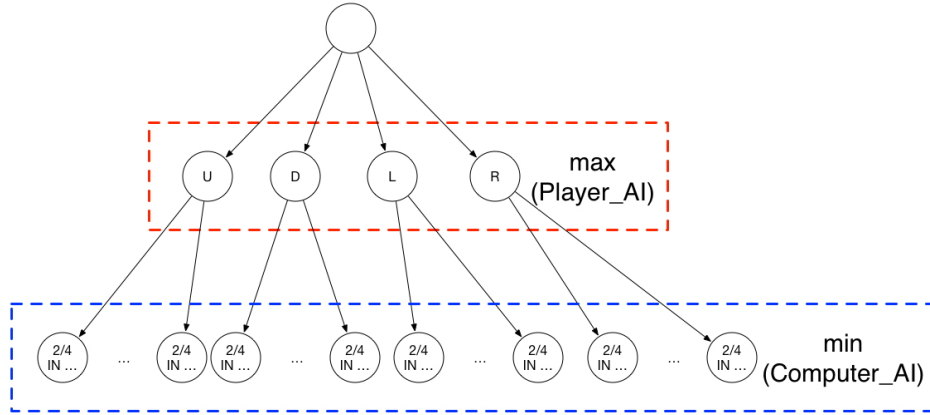 U
D
L
R
max
(Player_AI)
2/4
IN ...
...
2/4
IN ...
2/4
IN ...
...
2/4
IN ...
2/4
IN ...
...
2/4
IN ...
2/4
IN ...
...
2/4
IN ...
min
(Computer_AI)